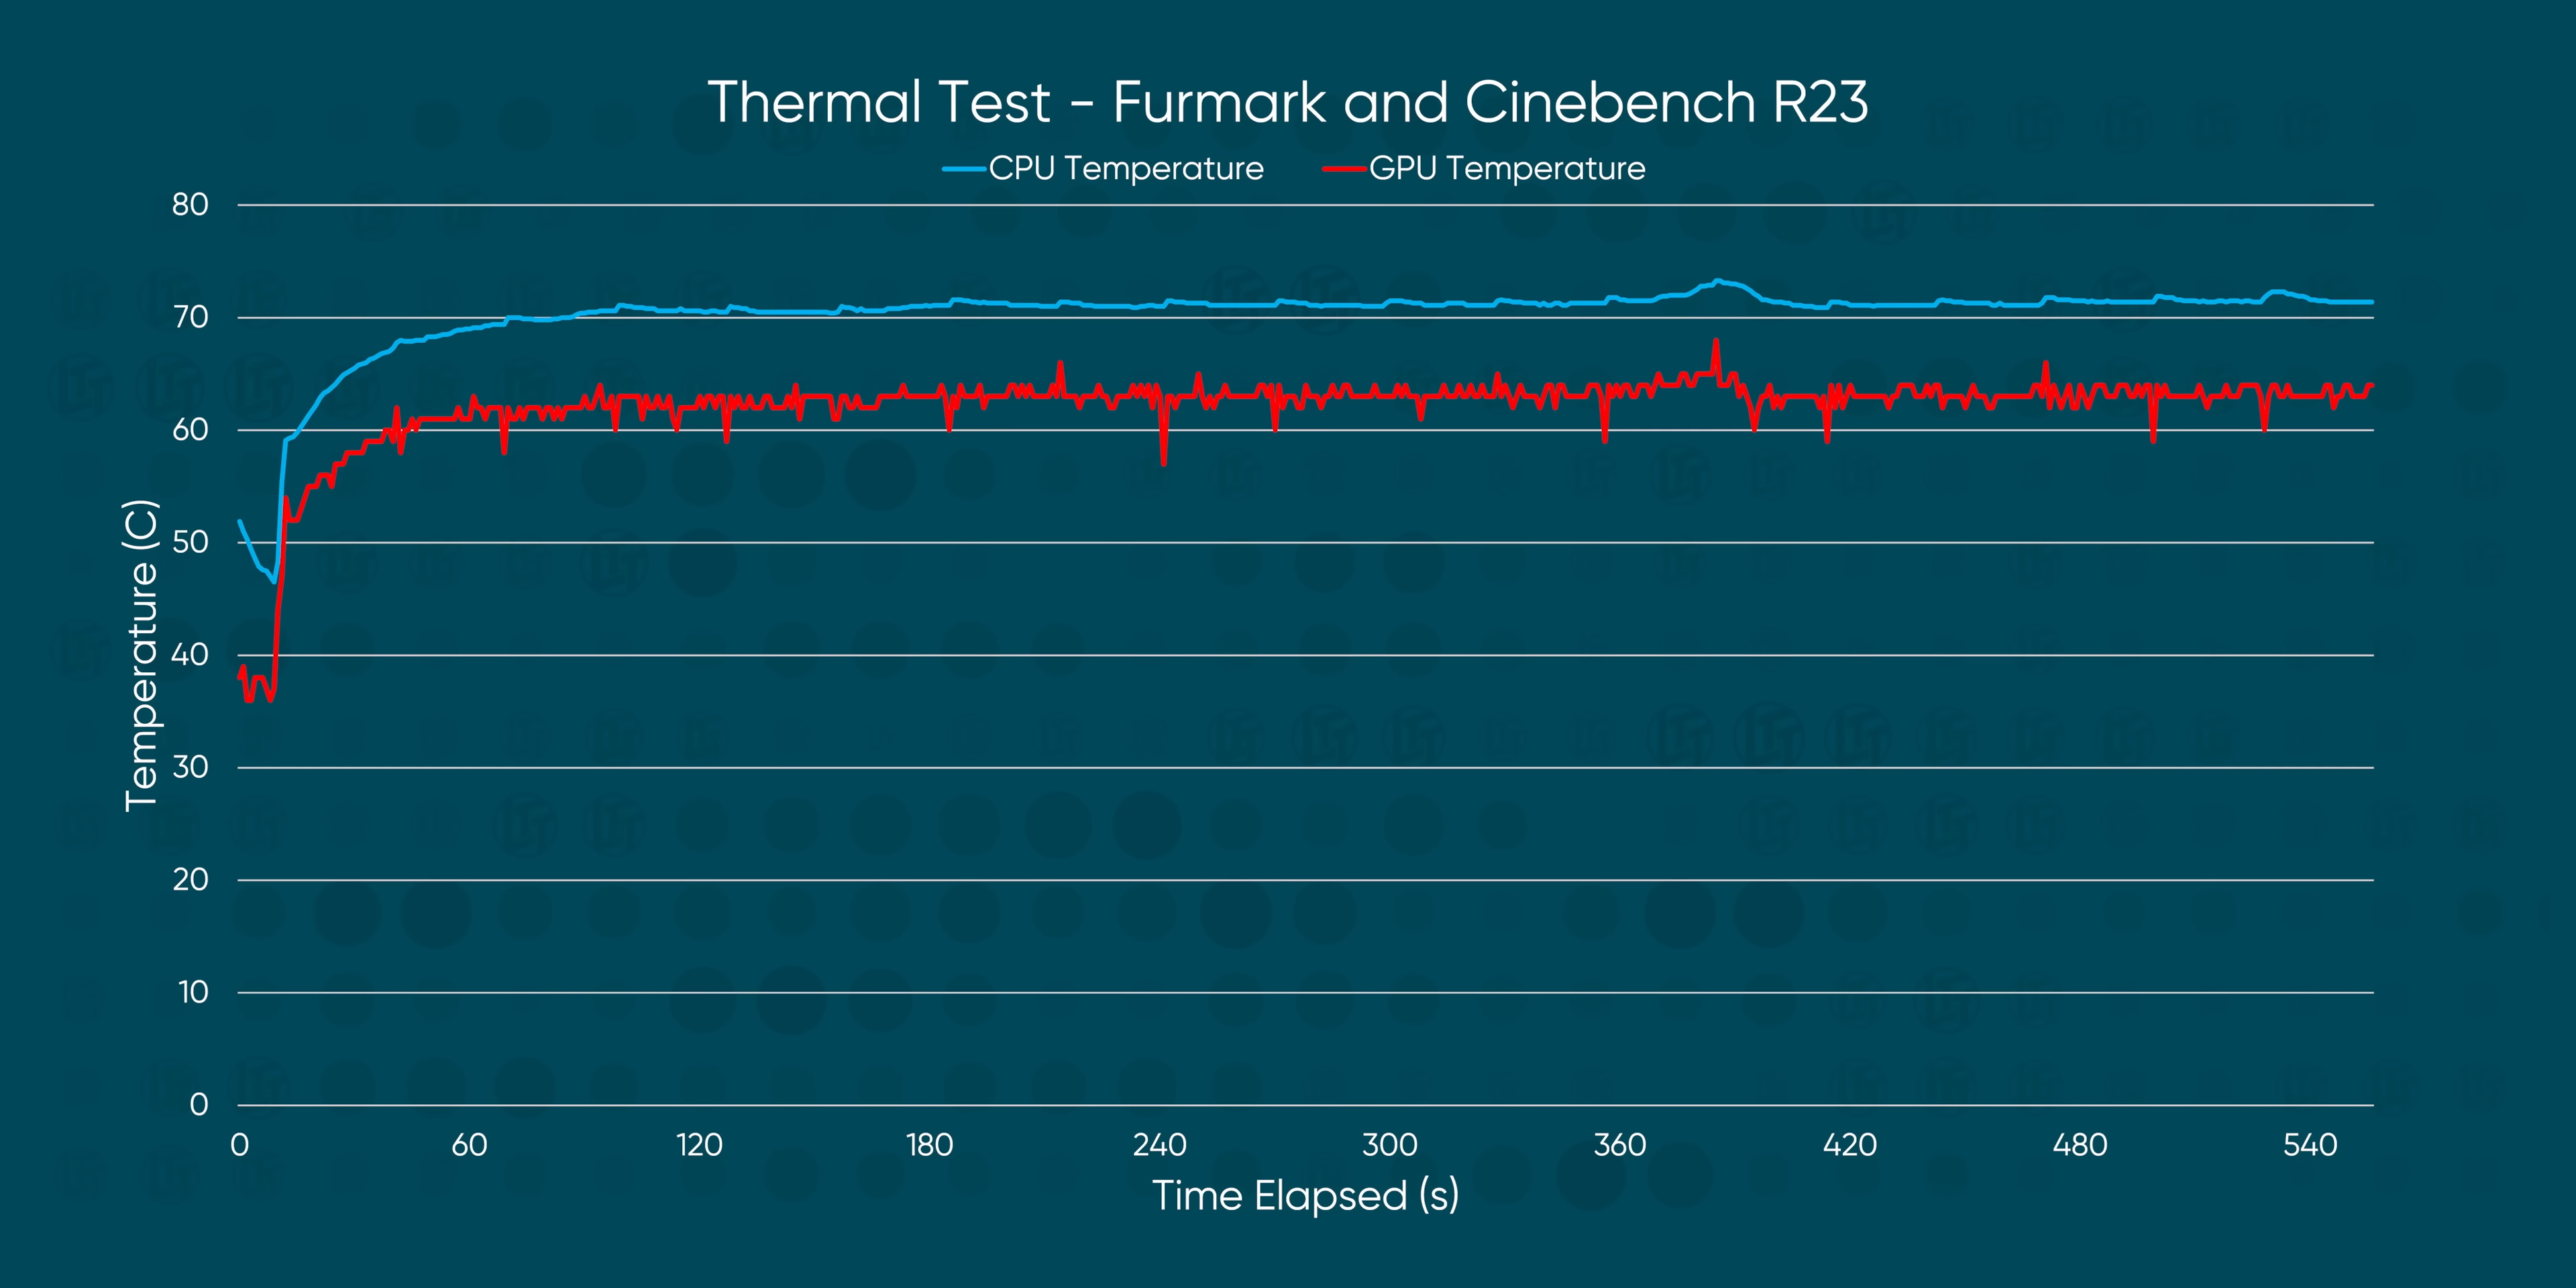 Thermal Test - Furmark and Cinebench R23
CPU Temperature GPU Temperature
80
70
60
50
40
30
20
10
0
Temperature (C)
0 60 120 180 240 300 360 420 480 540
Time Elapsed (s)